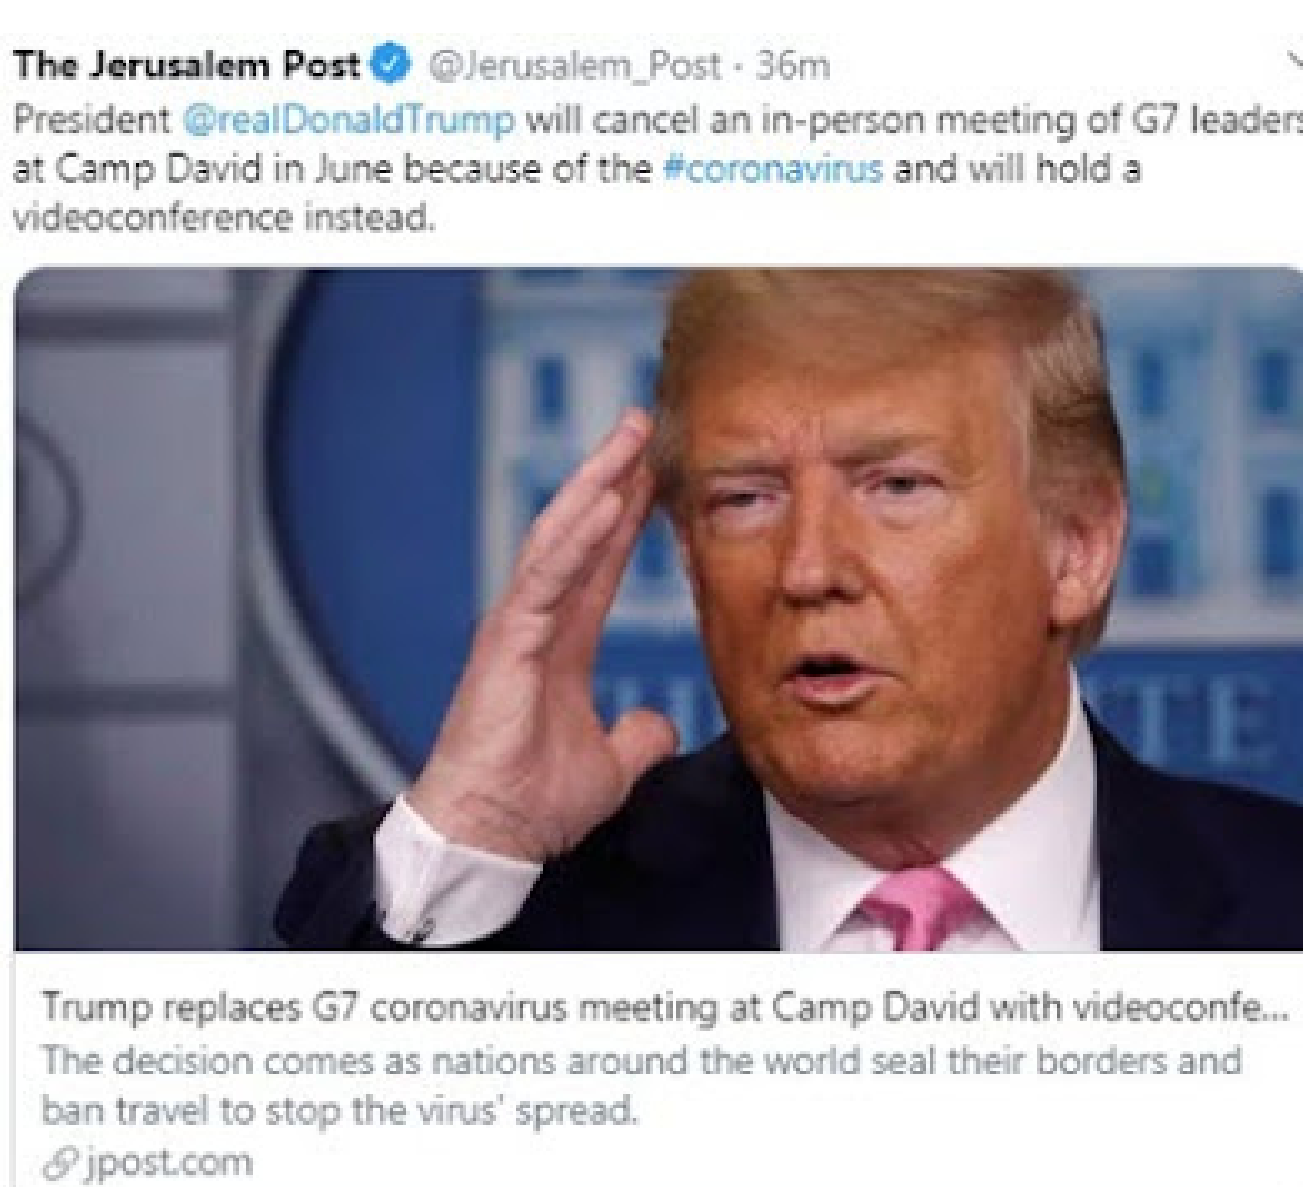 The Jerusalem Post @Jerusalem_Post · 36m
President @realDonaldTrump will cancel an in-person meeting of G7 leaders
at Camp David in June because of the #coronavirus and will hold a
videoconference instead.
TE
Trump replaces G7 coronavirus meeting at Camp David with videoconfe...
The decision comes as nations around the world seal their borders and
ban travel to stop the virus' spread.
jpost.com